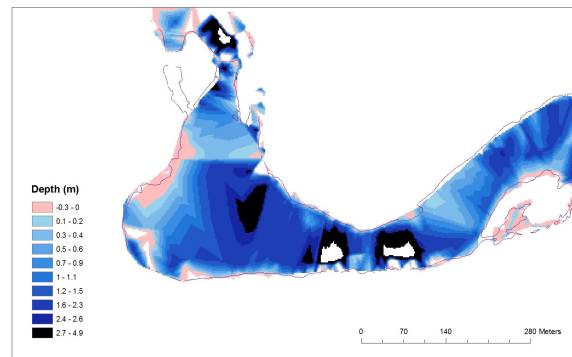 Depth (m)
-0.3 - 0
0.1 - 0.2
0.3 - 0.4
0.5 - 0.6
0.7 - 0.9
1 - 1.1
1.2 - 1.5
1.6 - 2.3
2.4 - 2.6
2.7 - 4.9
0 70 140 280 Meters